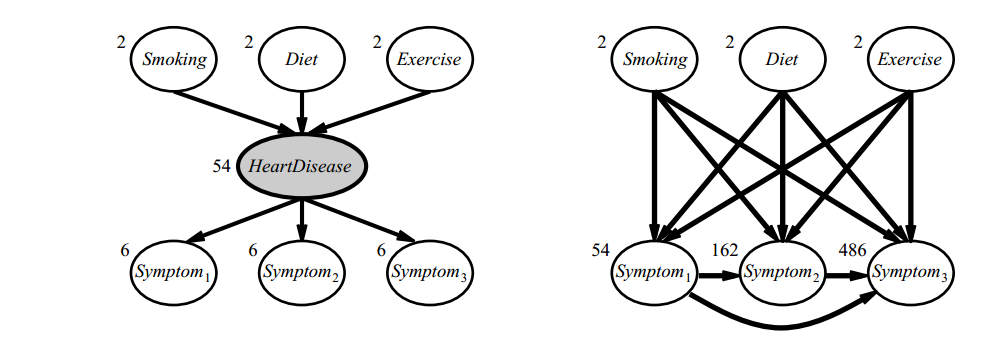 2 Smoking 2 Diet 2 Exercise
54 HeartDisease
6 Symptom1 6 Symptom2 6 Symptom3
2 Smoking 2 Diet 2 Exercise
54 Symptom1 162 Symptom2 486 Symptom3